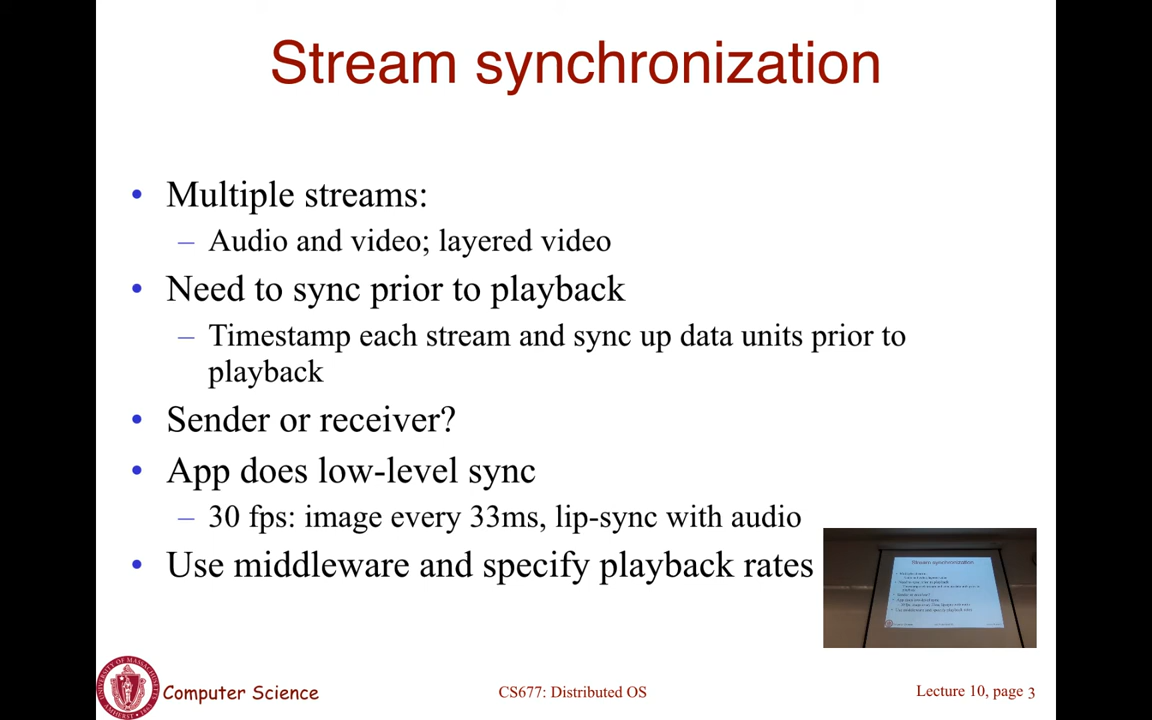 Stream synchronization
• Multiple streams:
– Audio and video; layered video
• Need to sync prior to playback
– Timestamp each stream and sync up data units prior to
playback
• Sender or receiver?
• App does low-level sync
– 30 fps: image every 33ms, lip-sync with audio
• Use middleware and specify playback rates
Stream synchronization
Computer Science
CS677: Distributed OS
Lecture 10, page 3